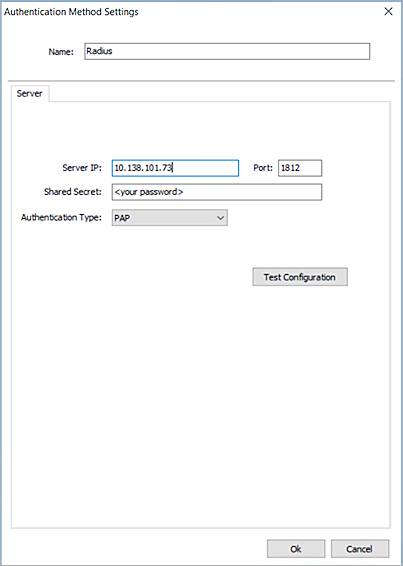 Authentication Method Settings
Name: Radius
Server
Server IP: 10.138.101.73 Port: 1812
Shared Secret: <your password>
Authentication Type: PAP
Test Configuration
Ok Cancel